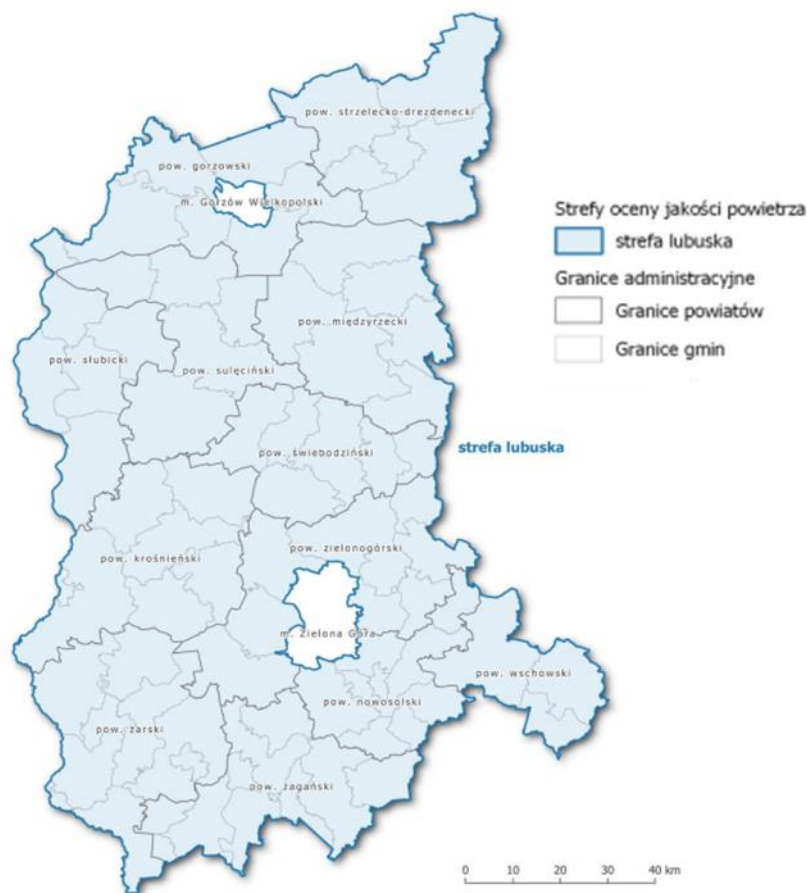 pow. strzelecko-drezdenecki
pow. gorzowski
m. Gorzów Wielkopolski
Strefy oceny jakości powietrza
strefa lubuska
Granice administracyjne
Granice powiatów
Granice gmin
pow. międzyrzecki
pow. słubicki
pow. sulęciński
pow. świebodziński
strefa lubuska
pow. zielonogórski
pow. krośnieński
m. Zielona Góra
pow. wschowski
pow. nowosolski
pow. żarski
pow. żagański
0 10 20 30 40 km